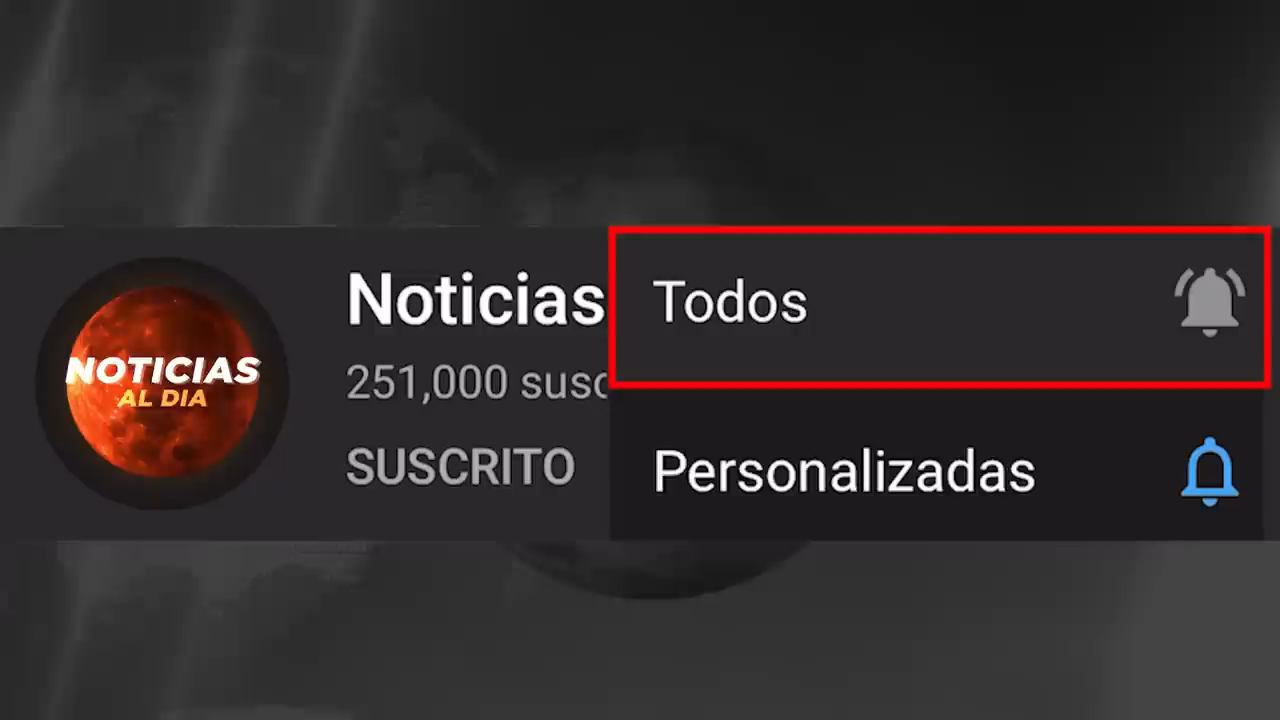 NOTICIAS
AL DIA
Noticias
251,000 susc
SUSCRITO
Todos
Personalizadas